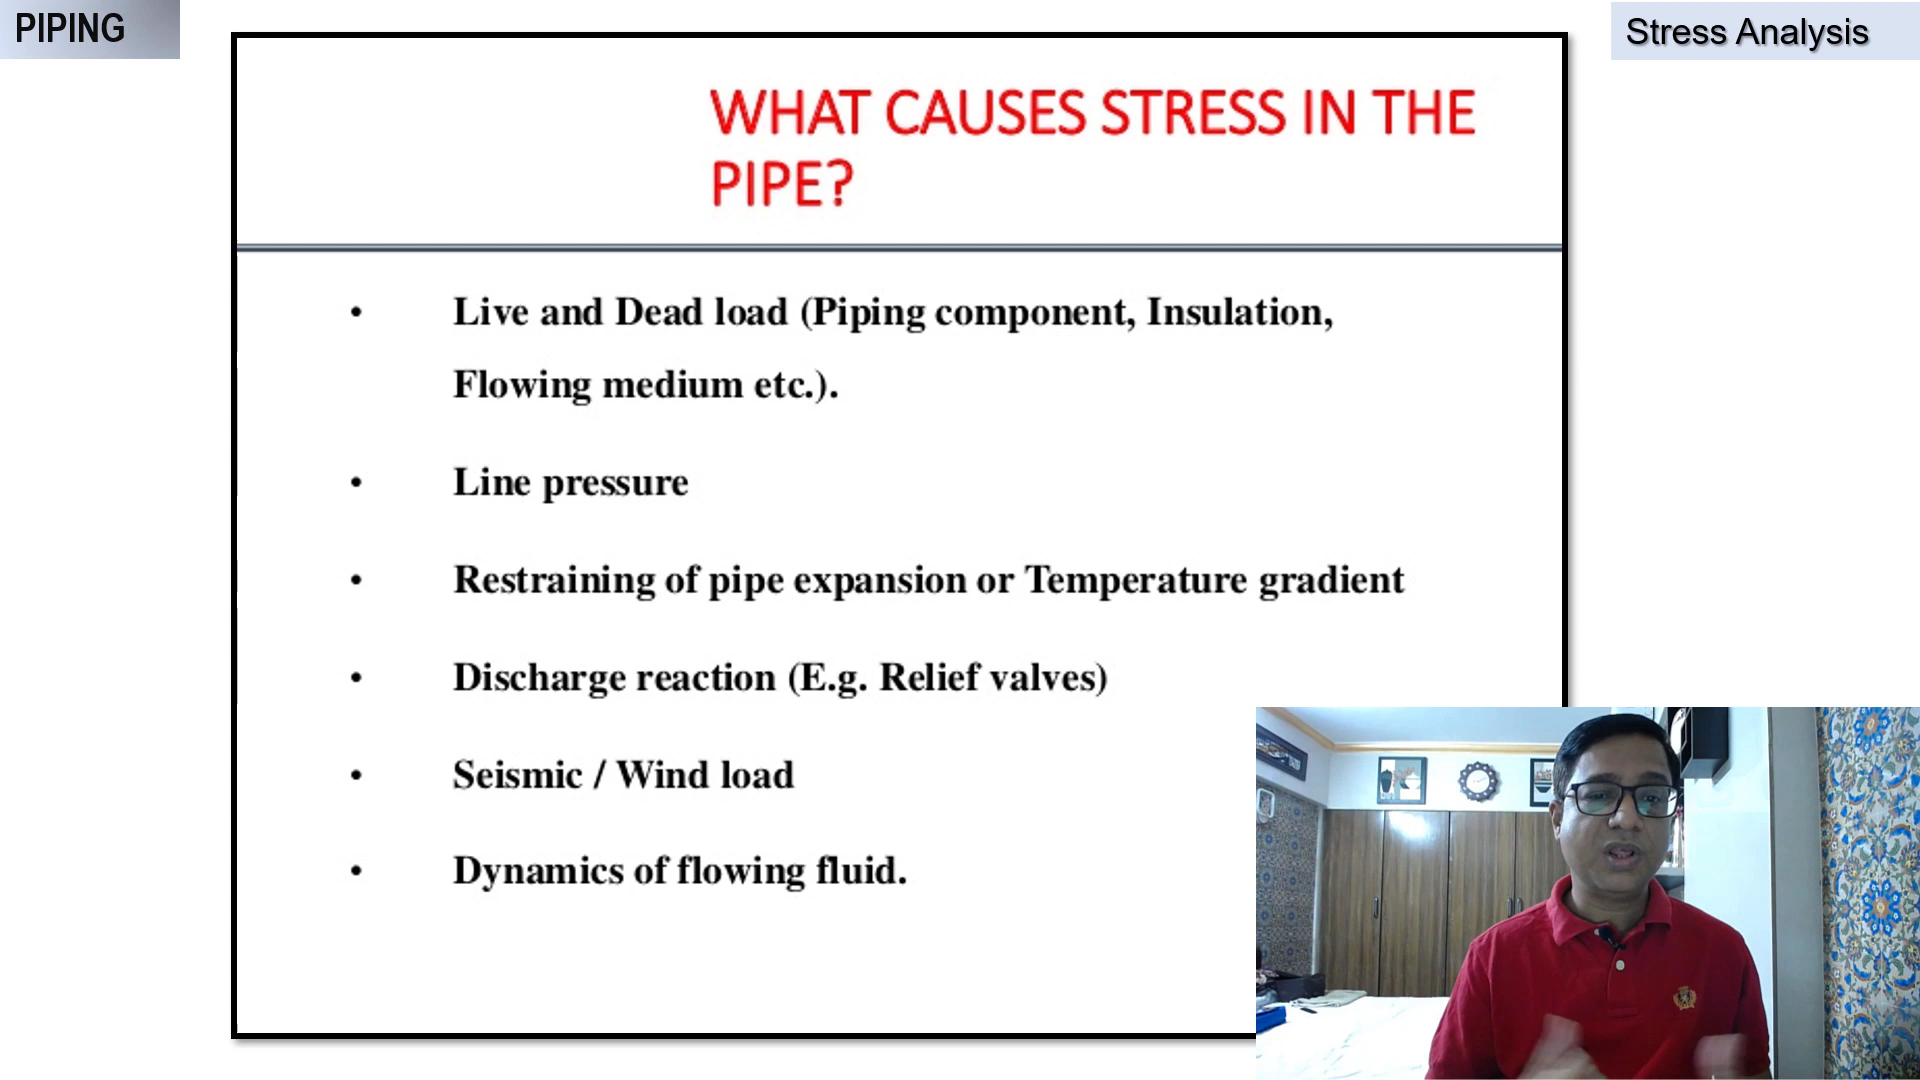 PIPING
Stress Analysis
WHAT CAUSES STRESS IN THE
PIPE?
• Live and Dead load (Piping component, Insulation,
Flowing medium etc.).
• Line pressure
• Restraining of pipe expansion or Temperature gradient
• Discharge reaction (E.g. Relief valves)
• Seismic / Wind load
• Dynamics of flowing fluid.